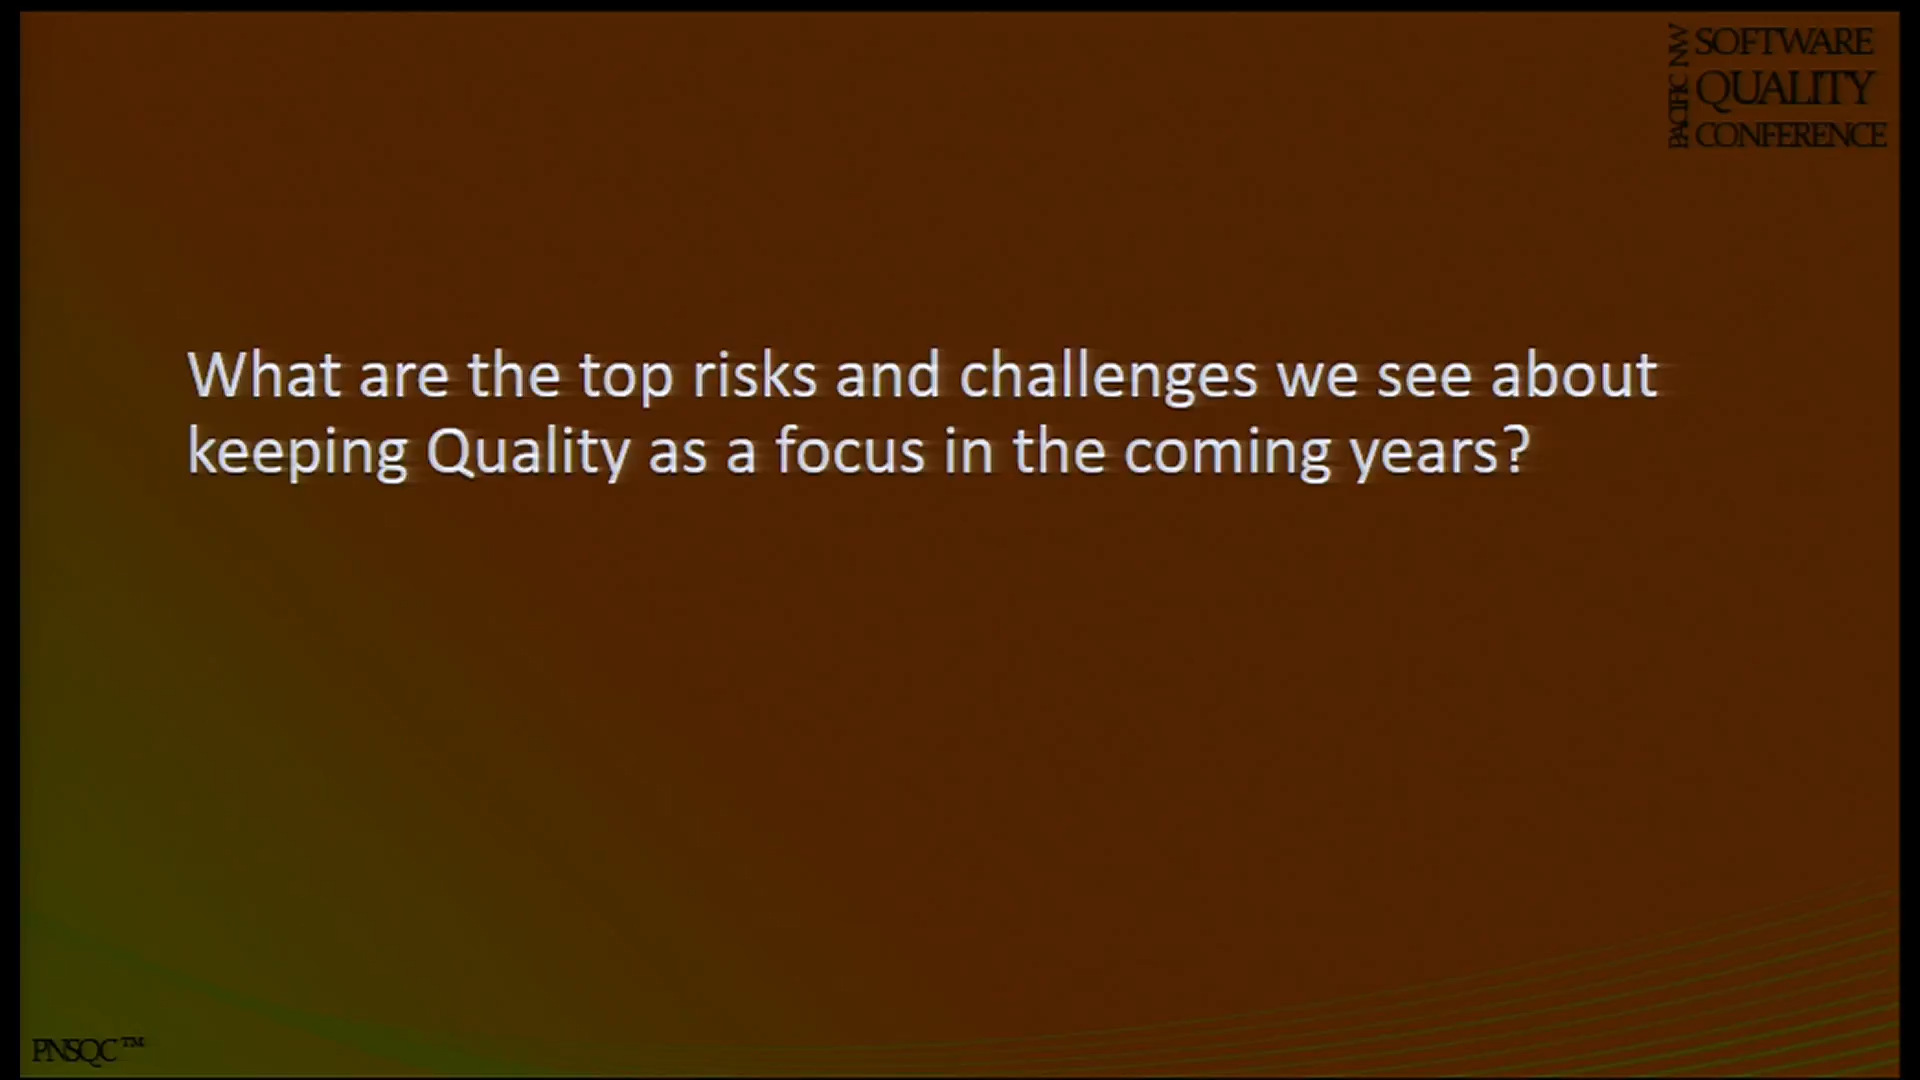 PACIFIC NW
SOFTWARE
QUALITY
CONFERENCE
What are the top risks and challenges we see about
keeping Quality as a focus in the coming years?
PNSQC™